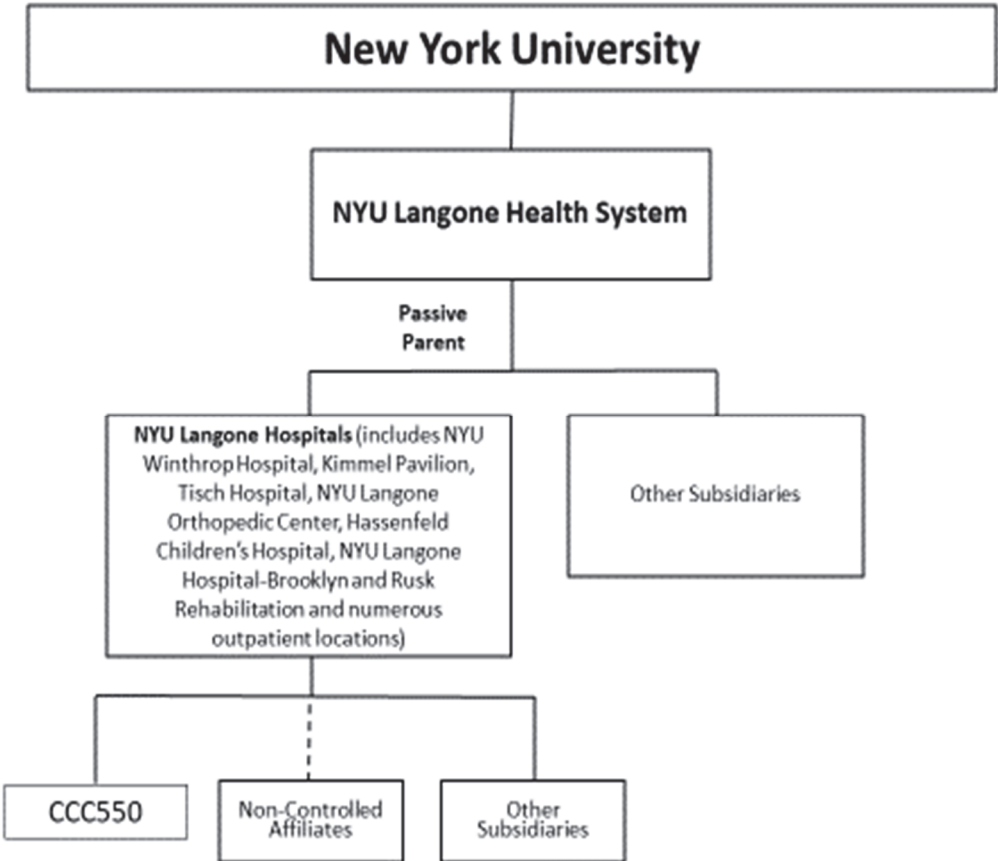 New York University
NYU Langone Health System
Passive
Parent
NYU Langone Hospitals (includes NYU
Winthrop Hospital, Kimmel Pavilion,
Tisch Hospital, NYU Langone
Orthopedic Center, Hassenfeld
Children's Hospital, NYU Langone
Hospital-Brooklyn and Rusk
Rehabilitation and numerous
outpatient locations)
Other Subsidiaries
CCC550
Non-Controlled
Affiliates
Other
Subsidiaries